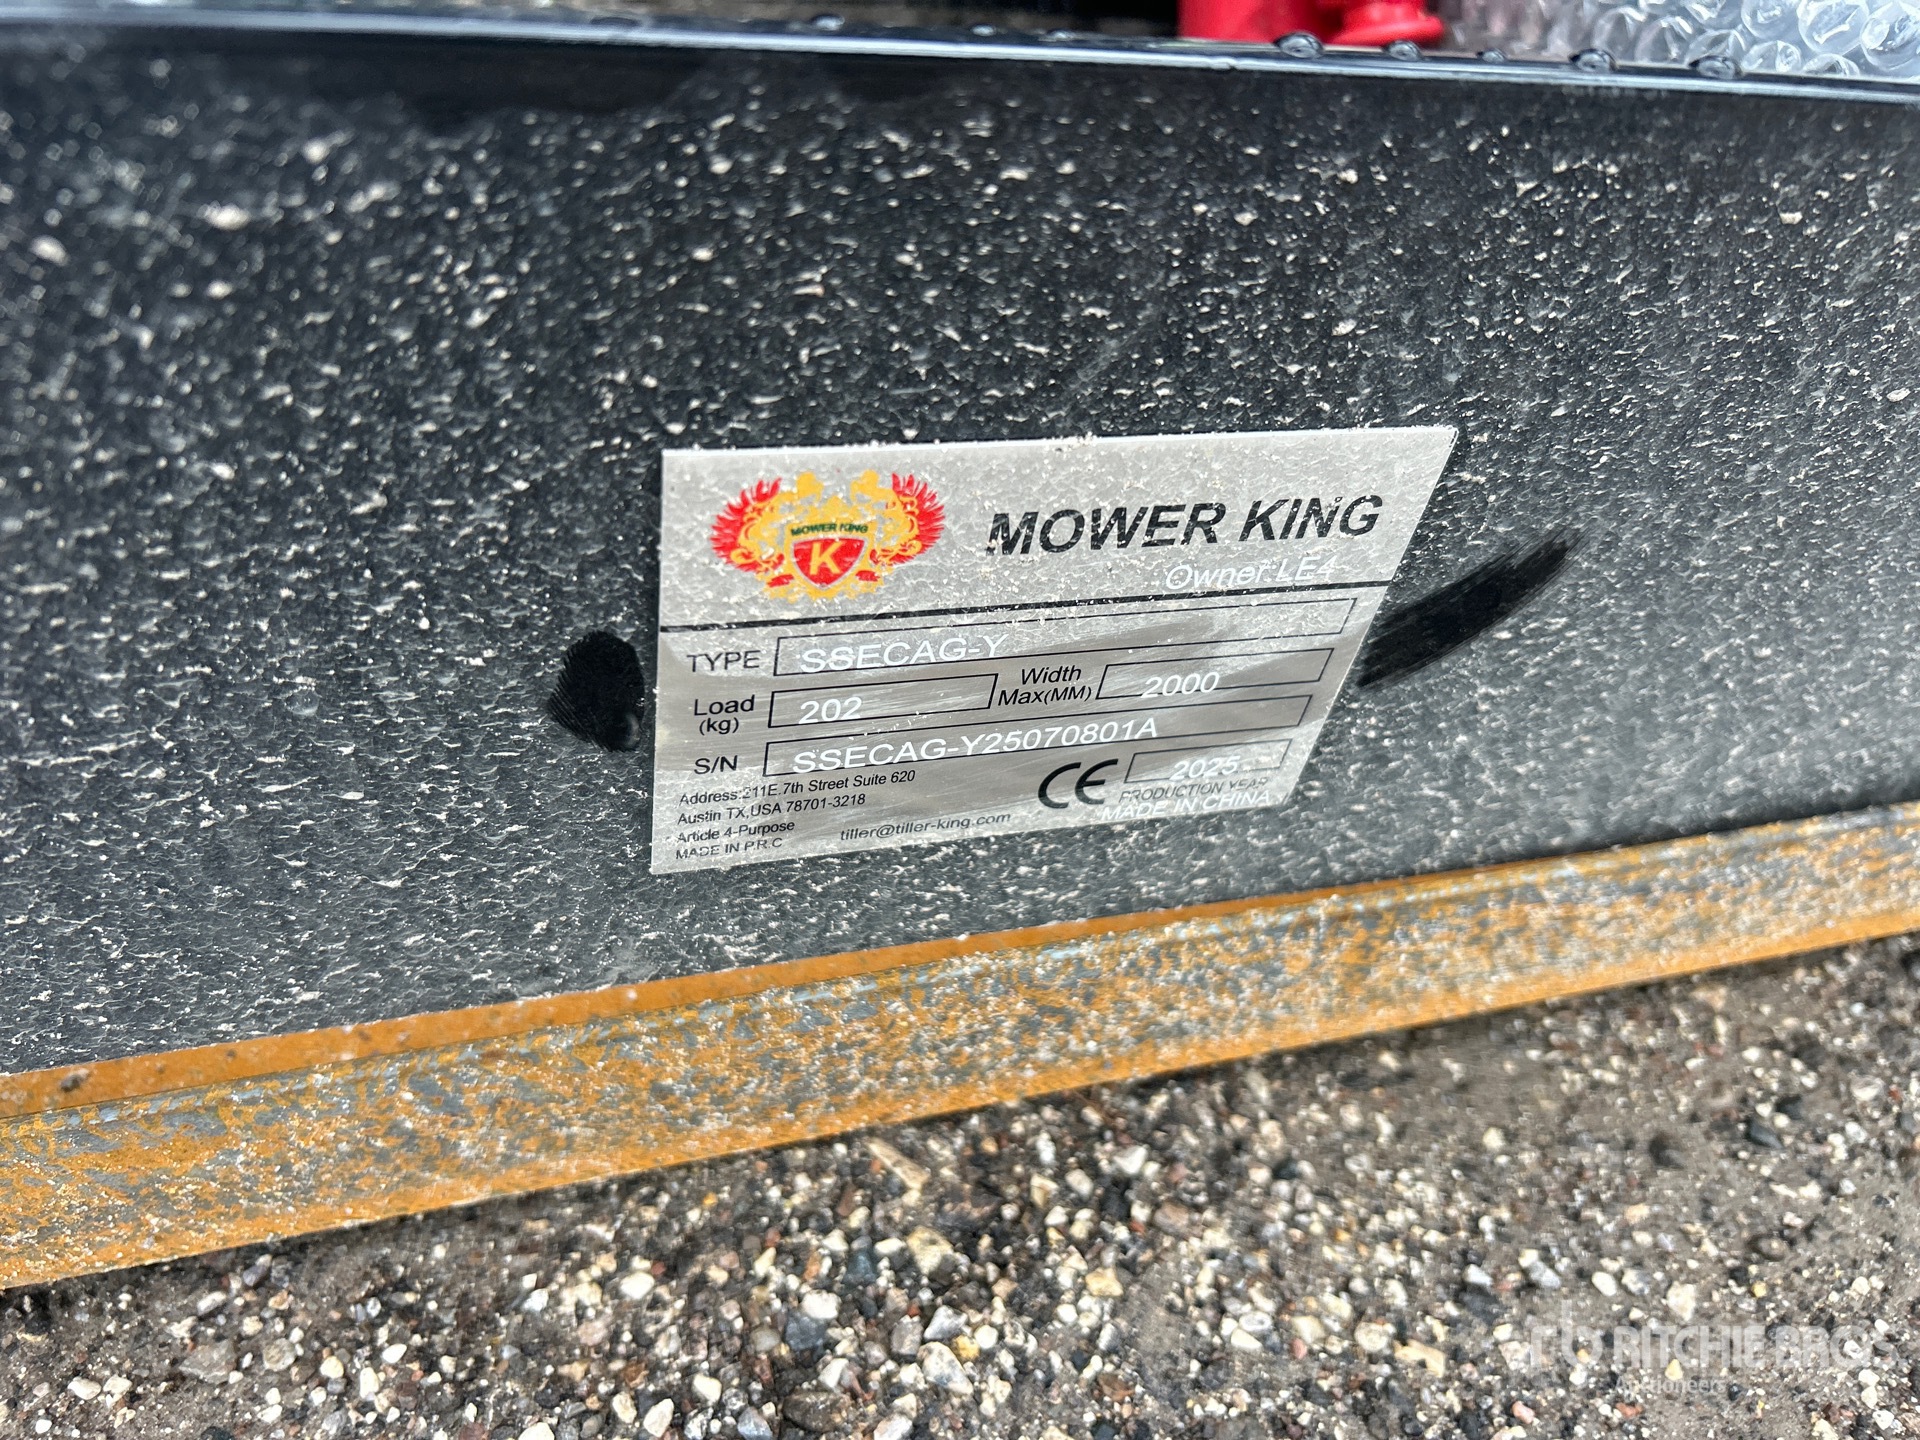 MOWER KING
K
MOWER KING
Owner:LE4
TYPE SSECAG-Y
Load (kg) 202 Width Max(MM) 2000
S/N SSECAG-Y25070801A
Address:211E.7th Street Suite 620
Austin TX,USA 78701-3218
Article 4-Purpose
MADE IN P.R.C
tiller@tiller-king.com
CE 2025.
PRODUCTION YEAR
MADE IN CHINA
rb RITCHIE BROS.
Auctioneers